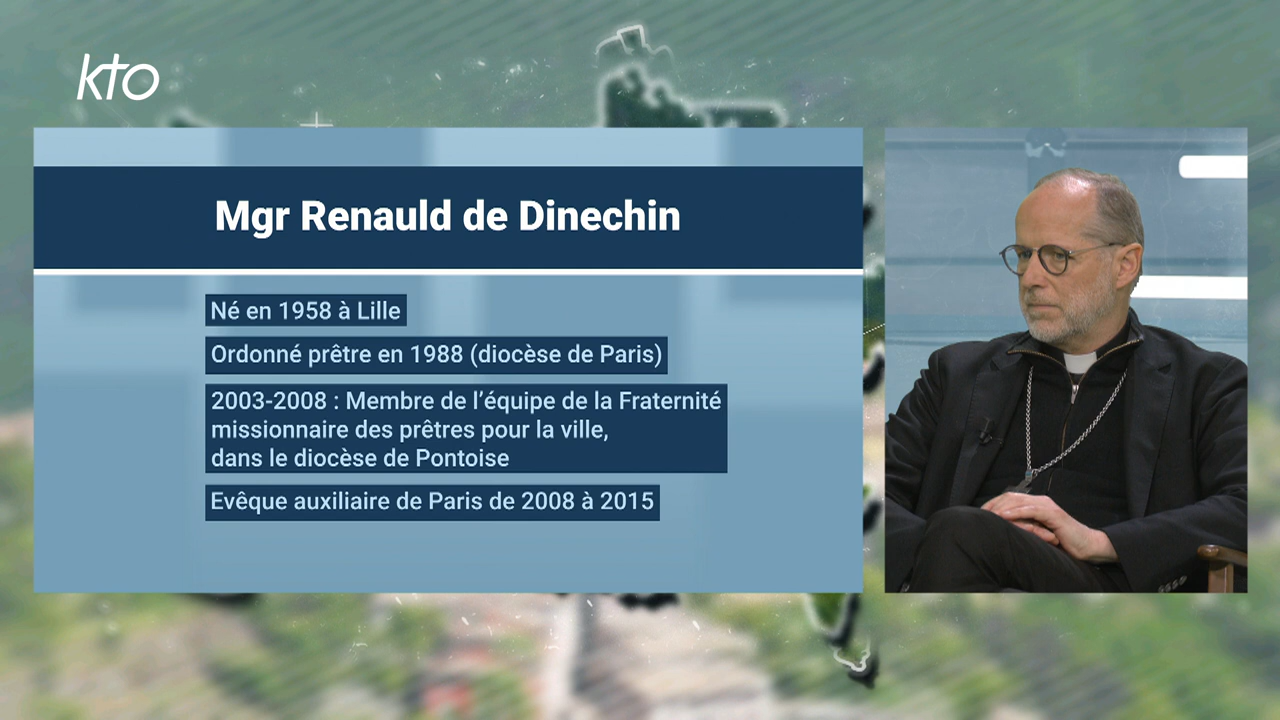 kto
Mgr Renauld de Dinechin
Né en 1958 à Lille
Ordonné prêtre en 1988 (diocèse de Paris)
2003-2008 : Membre de l'équipe de la Fraternité
missionnaire des prêtres pour la ville,
dans le diocèse de Pontoise
Evêque auxiliaire de Paris de 2008 à 2015